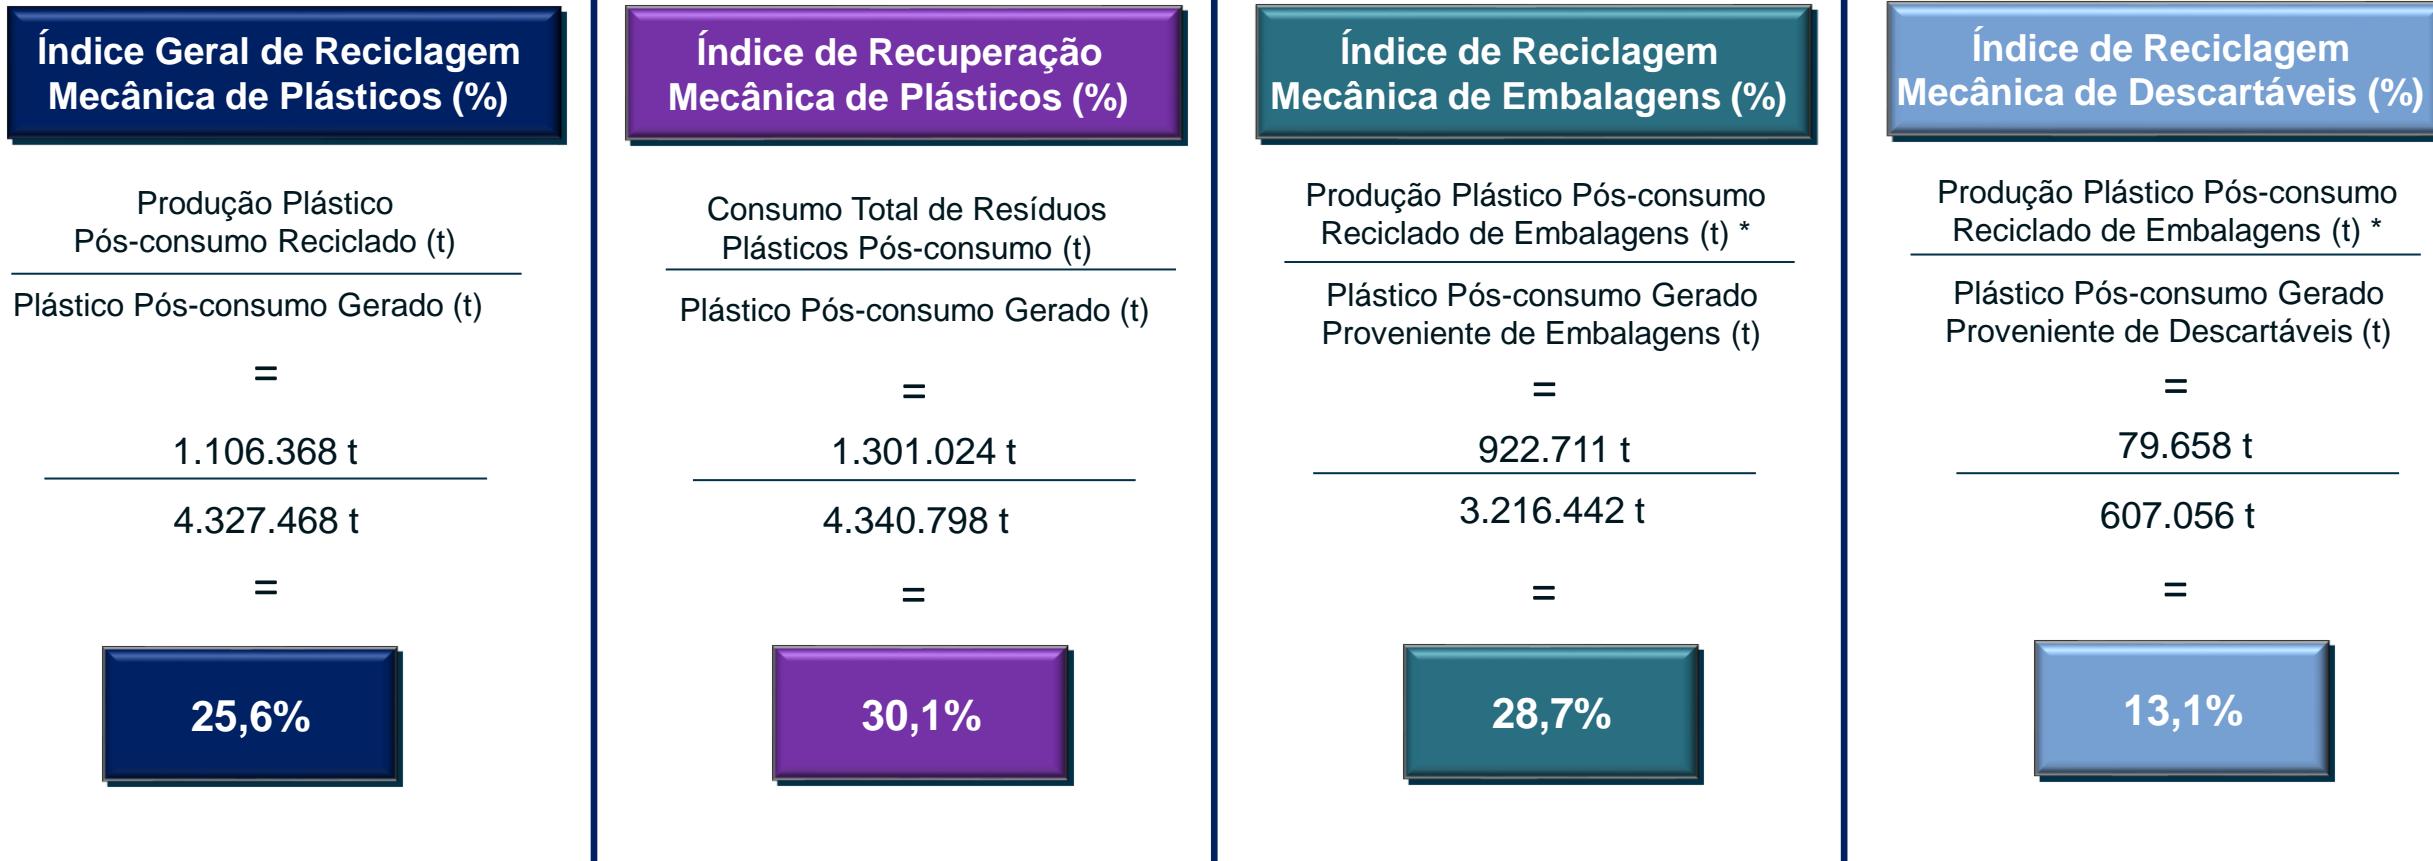 Índice Geral de Reciclagem
Mecânica de Plásticos (%)
Produção Plástico
Pós-consumo Reciclado (t)
Plástico Pós-consumo Gerado (t)
=
1.106.368 t
4.327.468 t
=
25,6%
Índice de Recuperação
Mecânica de Plásticos (%)
Consumo Total de Resíduos
Plásticos Pós-consumo (t)
Plástico Pós-consumo Gerado (t)
=
1.301.024 t
4.340.798 t
=
30,1%
Índice de Reciclagem
Mecânica de Embalagens (%)
Produção Plástico Pós-consumo
Reciclado de Embalagens (t) *
Plástico Pós-consumo Gerado
Proveniente de Embalagens (t)
=
922.711 t
3.216.442 t
=
28,7%
Índice de Reciclagem
Mecânica de Descartáveis (%)
Produção Plástico Pós-consumo
Reciclado de Embalagens (t) *
Plástico Pós-consumo Gerado
Proveniente de Descartáveis (t)
=
79.658 t
607.056 t
=
13,1%